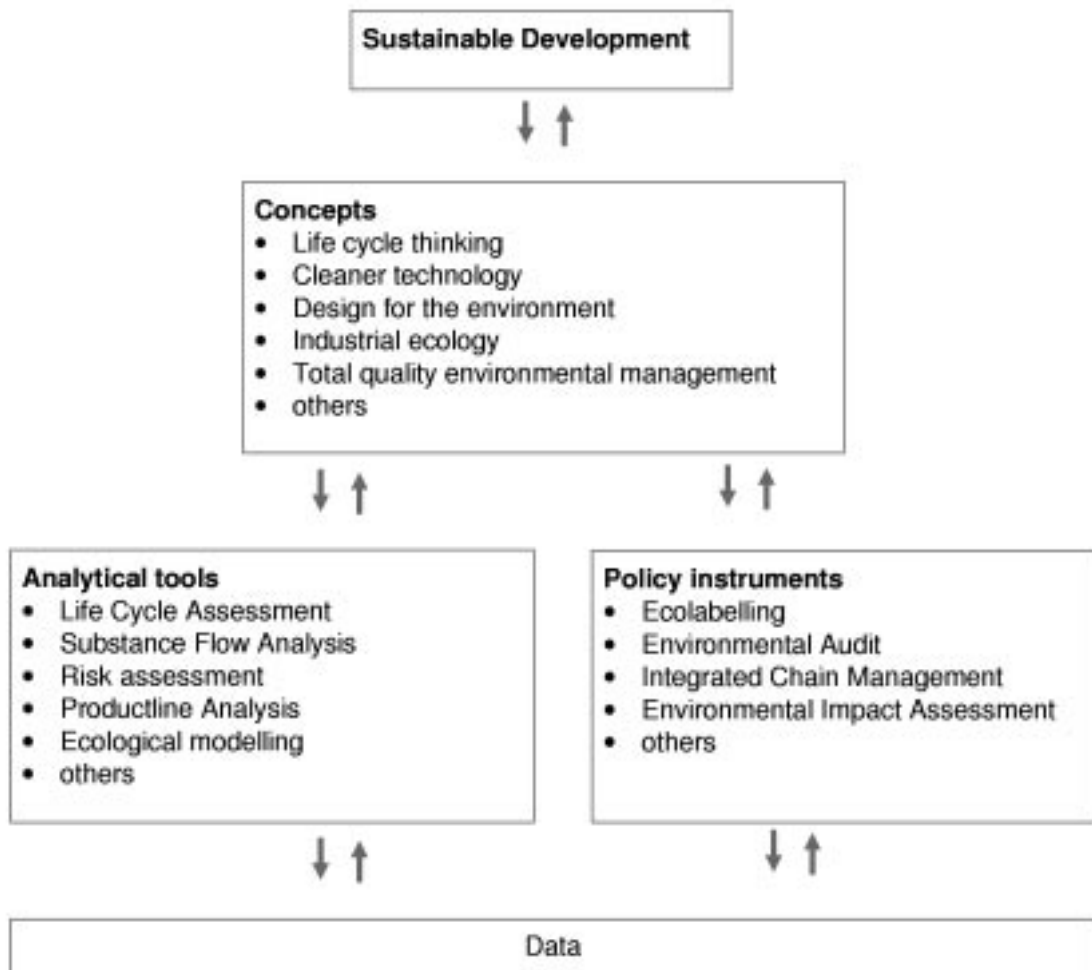 Sustainable Development
Concepts
• Life cycle thinking
• Cleaner technology
• Design for the environment
• Industrial ecology
• Total quality environmental management
• others
Analytical tools
• Life Cycle Assessment
• Substance Flow Analysis
• Risk assessment
• Productline Analysis
• Ecological modelling
• others
Policy instruments
• Ecolabelling
• Environmental Audit
• Integrated Chain Management
• Environmental Impact Assessment
• others
Data